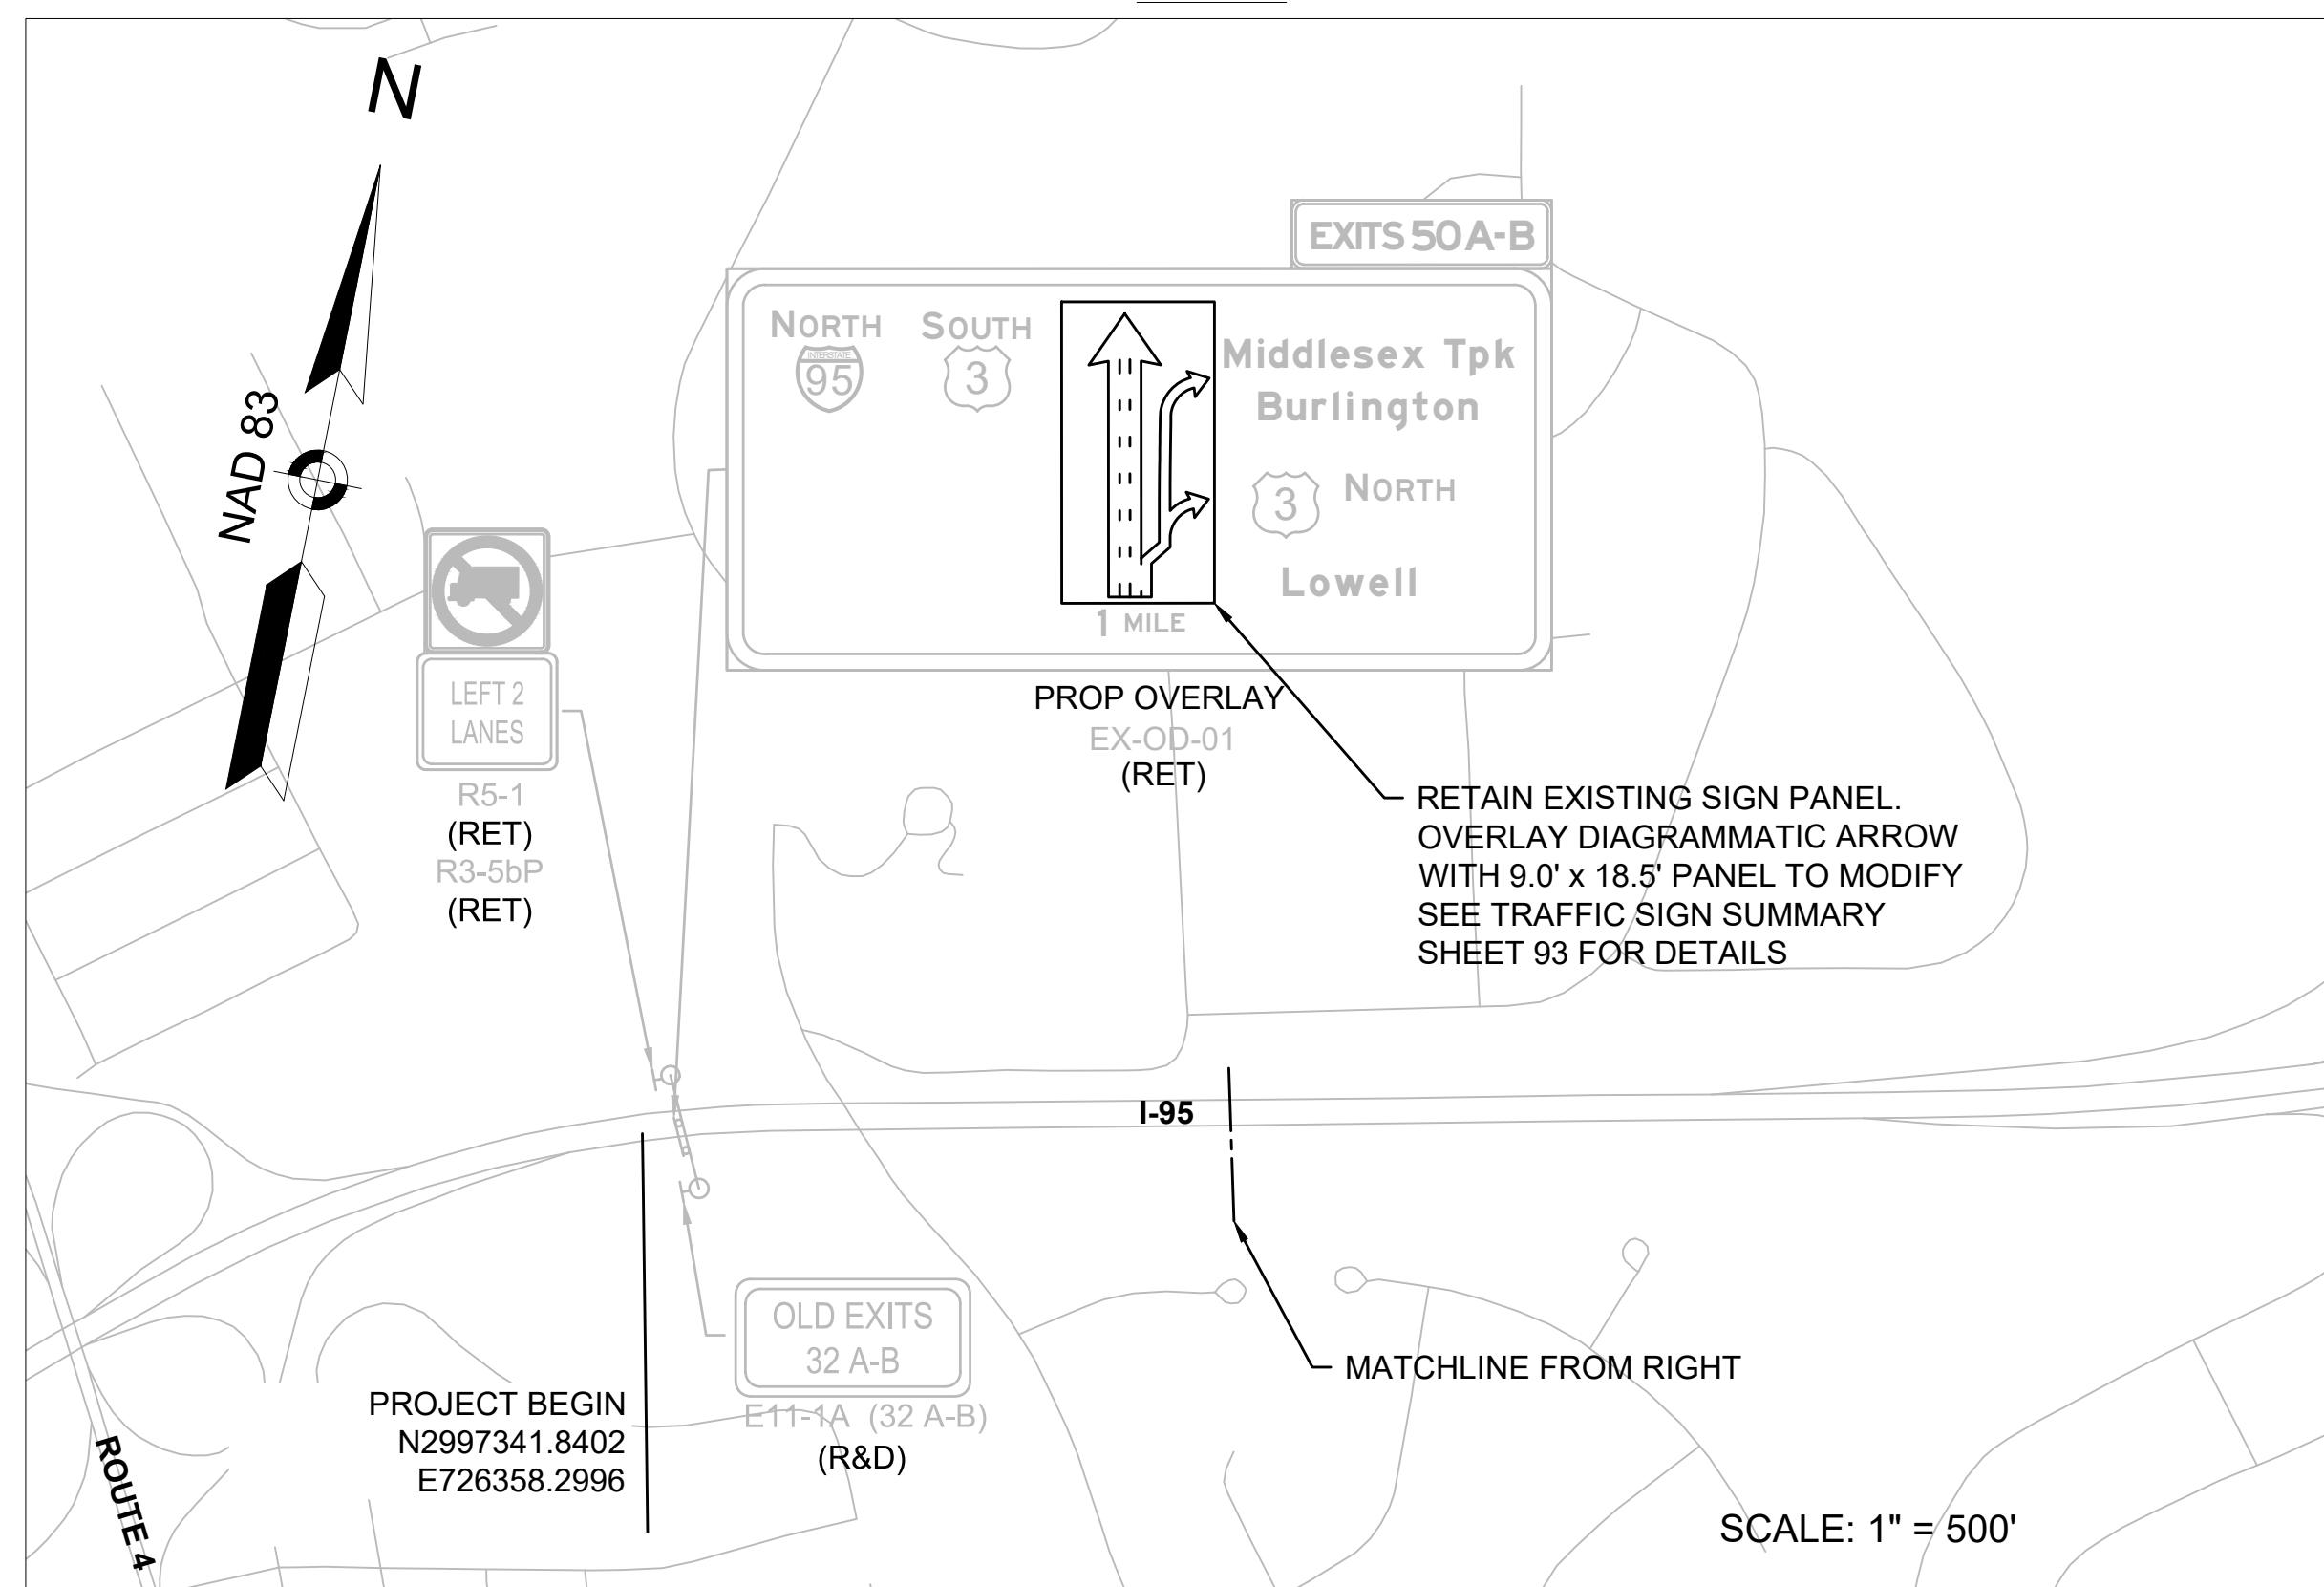 N
NAD 83
EXITS 50 A-B
NORTH
SOUTH
INTERSTATE
95
3
Middlesex Tpk
Burlington
3 NORTH
Lowell
1 MILE
PROP OVERLAY
EX-OD-01
(RET)
LEFT 2
LANES
R5-1
(RET)
R3-5bP
(RET)
RETAIN EXISTING SIGN PANEL.
OVERLAY DIAGRAMMATIC ARROW
WITH 9.0' x 18.5' PANEL TO MODIFY
SEE TRAFFIC SIGN SUMMARY
SHEET 93 FOR DETAILS
I-95
OLD EXITS
32 A-B
E11-1A (32 A-B)
(R&D)
MATCHLINE FROM RIGHT
PROJECT BEGIN
N2997341.8402
E726358.2996
ROUTE 4
SCALE: 1" = 500'